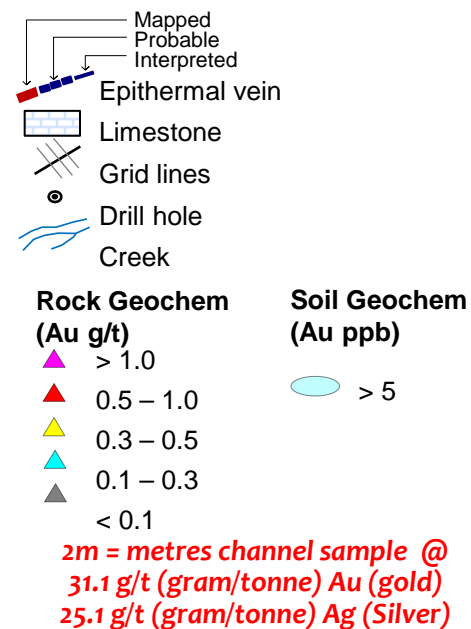 Mapped
Probable
Interpreted
Epithermal vein
Limestone
Grid lines
Drill hole
Creek
Rock Geochem
(Au g/t)
> 1.0
0.5 – 1.0
0.3 – 0.5
0.1 – 0.3
< 0.1
Soil Geochem
(Au ppb)
> 5
2m = metres channel sample @
31.1 g/t (gram/tonne) Au (gold)
25.1 g/t (gram/tonne) Ag (Silver)